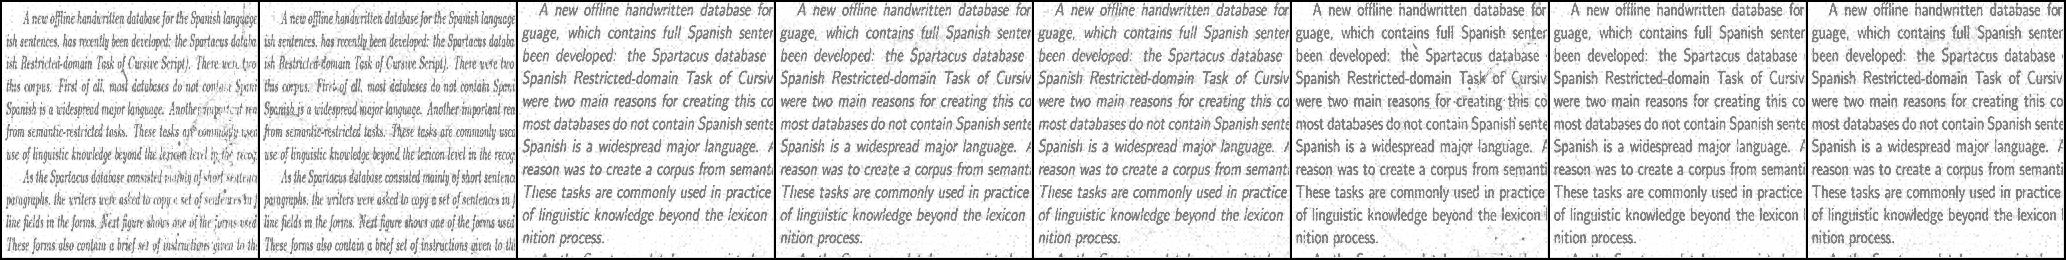 A new offline handwritten database for the Spanish language
ish sentences, has recently been developed: the Spartacus databa
ish Restricted-domain Task of Cursive Script). There were two
this corpus. First of all, most databases do not contain Spani
Spanish is a widespread major language. Another important rea
from semantic-restricted tasks. These tasks are commonly used
use of linguistic knowledge beyond the lexicon level in the recog
As the Spartacus database consisted mainly of short sentenc
paragraphs, the writers were asked to copy a set of sentences in f
line fields in the forms. Next figure shows one of the forms used
These forms also contain a brief set of instructions given to th
A new offline handwritten database for the Spanish language
ish sentences, has recently been developed: the Spartacus databa
ish Restricted-domain Task of Cursive Script). There were two
this corpus. First of all, most databases do not contain Spani
Spanish is a widespread major language. Another important rea
from semantic-restricted tasks. These tasks are commonly used
use of linguistic knowledge beyond the lexicon level in the recog
As the Spartacus database consisted mainly of short sentenc
paragraphs, the writers were asked to copy a set of sentences in f
line fields in the forms. Next figure shows one of the forms used
These forms also contain a brief set of instructions given to th
A new offline handwritten database for
guage, which contains full Spanish senter
been developed: the Spartacus database
Spanish Restricted-domain Task of Cursiv
were two main reasons for creating this co
most databases do not contain Spanish sente
Spanish is a widespread major language. A
reason was to create a corpus from semanti
These tasks are commonly used in practice
of linguistic knowledge beyond the lexicon
nition process.
A new offline handwritten database for
guage, which contains full Spanish senter
been developed: the Spartacus database
Spanish Restricted-domain Task of Cursiv
were two main reasons for creating this co
most databases do not contain Spanish sente
Spanish is a widespread major language. A
reason was to create a corpus from semanti
These tasks are commonly used in practice
of linguistic knowledge beyond the lexicon
nition process.
A new offline handwritten database for
guage, which contains full Spanish senter
been developed: the Spartacus database
Spanish Restricted-domain Task of Cursiv
were two main reasons for creating this co
most databases do not contain Spanish sente
Spanish is a widespread major language. A
reason was to create a corpus from semanti
These tasks are commonly used in practice
of linguistic knowledge beyond the lexicon
nition process.
A new offline handwritten database for
guage, which contains full Spanish senter
been developed: the Spartacus database
Spanish Restricted-domain Task of Cursiv
were two main reasons for creating this co
most databases do not contain Spanish sente
Spanish is a widespread major language. A
reason was to create a corpus from semanti
These tasks are commonly used in practice
of linguistic knowledge beyond the lexicon
nition process.
A new offline handwritten database for
guage, which contains full Spanish senter
been developed: the Spartacus database
Spanish Restricted-domain Task of Cursiv
were two main reasons for creating this co
most databases do not contain Spanish sente
Spanish is a widespread major language. A
reason was to create a corpus from semanti
These tasks are commonly used in practice
of linguistic knowledge beyond the lexicon
nition process.
A new offline handwritten database for
guage, which contains full Spanish senter
been developed: the Spartacus database
Spanish Restricted-domain Task of Cursiv
were two main reasons for creating this co
most databases do not contain Spanish sente
Spanish is a widespread major language. A
reason was to create a corpus from semanti
These tasks are commonly used in practice
of linguistic knowledge beyond the lexicon
nition process.